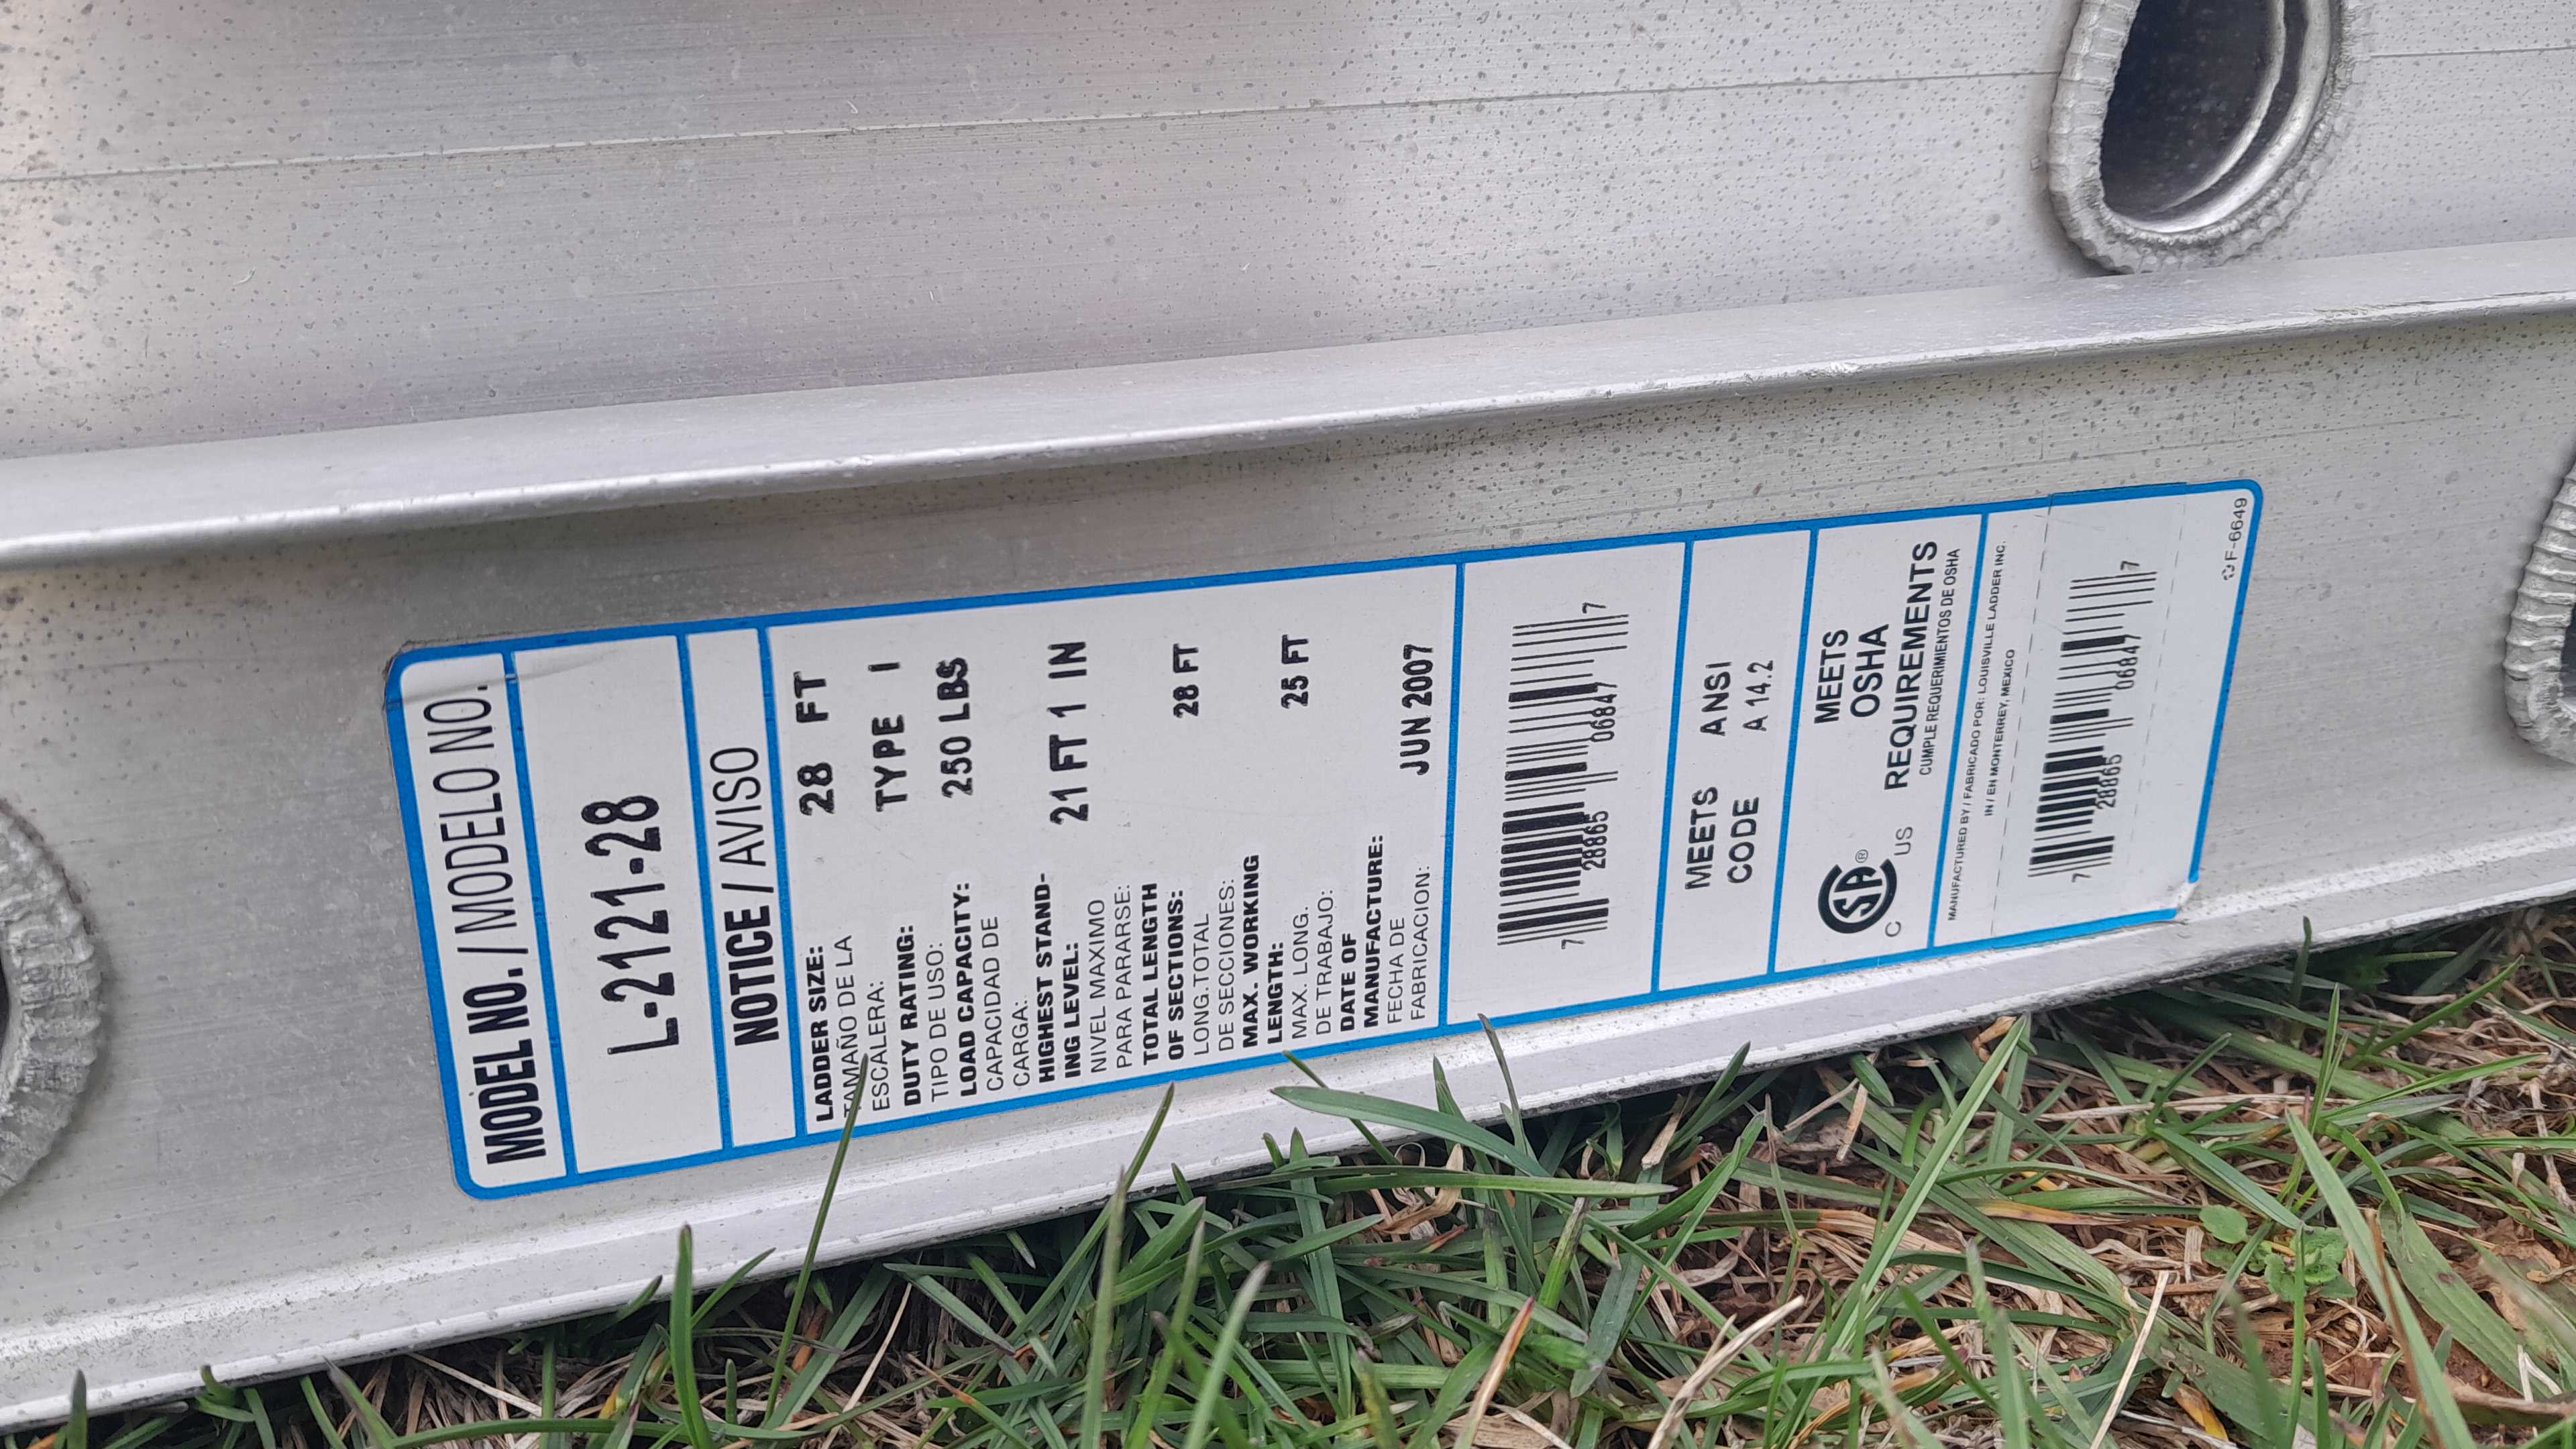 MODEL NO. / MODELO NO.
L-2121-28
NOTICE / AVISO
LADDER SIZE: 28 FT
TAMAÑO DE LA
ESCALERA:
DUTY RATING: TYPE I
TIPO DE USO:
LOAD CAPACITY: 250 LBS
CAPACIDAD DE
CARGA:
HIGHEST STAND-
ING LEVEL: 21 FT 1 IN
NIVEL MAXIMO
PARA PARARSE:
TOTAL LENGTH
OF SECTIONS: 28 FT
LONG.TOTAL
DE SECCIONES:
MAX. WORKING
LENGTH: 25 FT
MAX. LONG.
DE TRABAJO:
DATE OF
MANUFACTURE: JUN 2007
FECHA DE
FABRICACION:
7 28865 06847 7
MEETS ANSI
CODE A 14.2
MEETS
OSHA
REQUIREMENTS
CUMPLE REQUERIMIENTOS DE OSHA
C SA ® US
MANUFACTURED BY / FABRICADO POR: LOUISVILLE LADDER INC.
IN / EN MONTERREY, MEXICO
7 28865 06847 7
F-6649